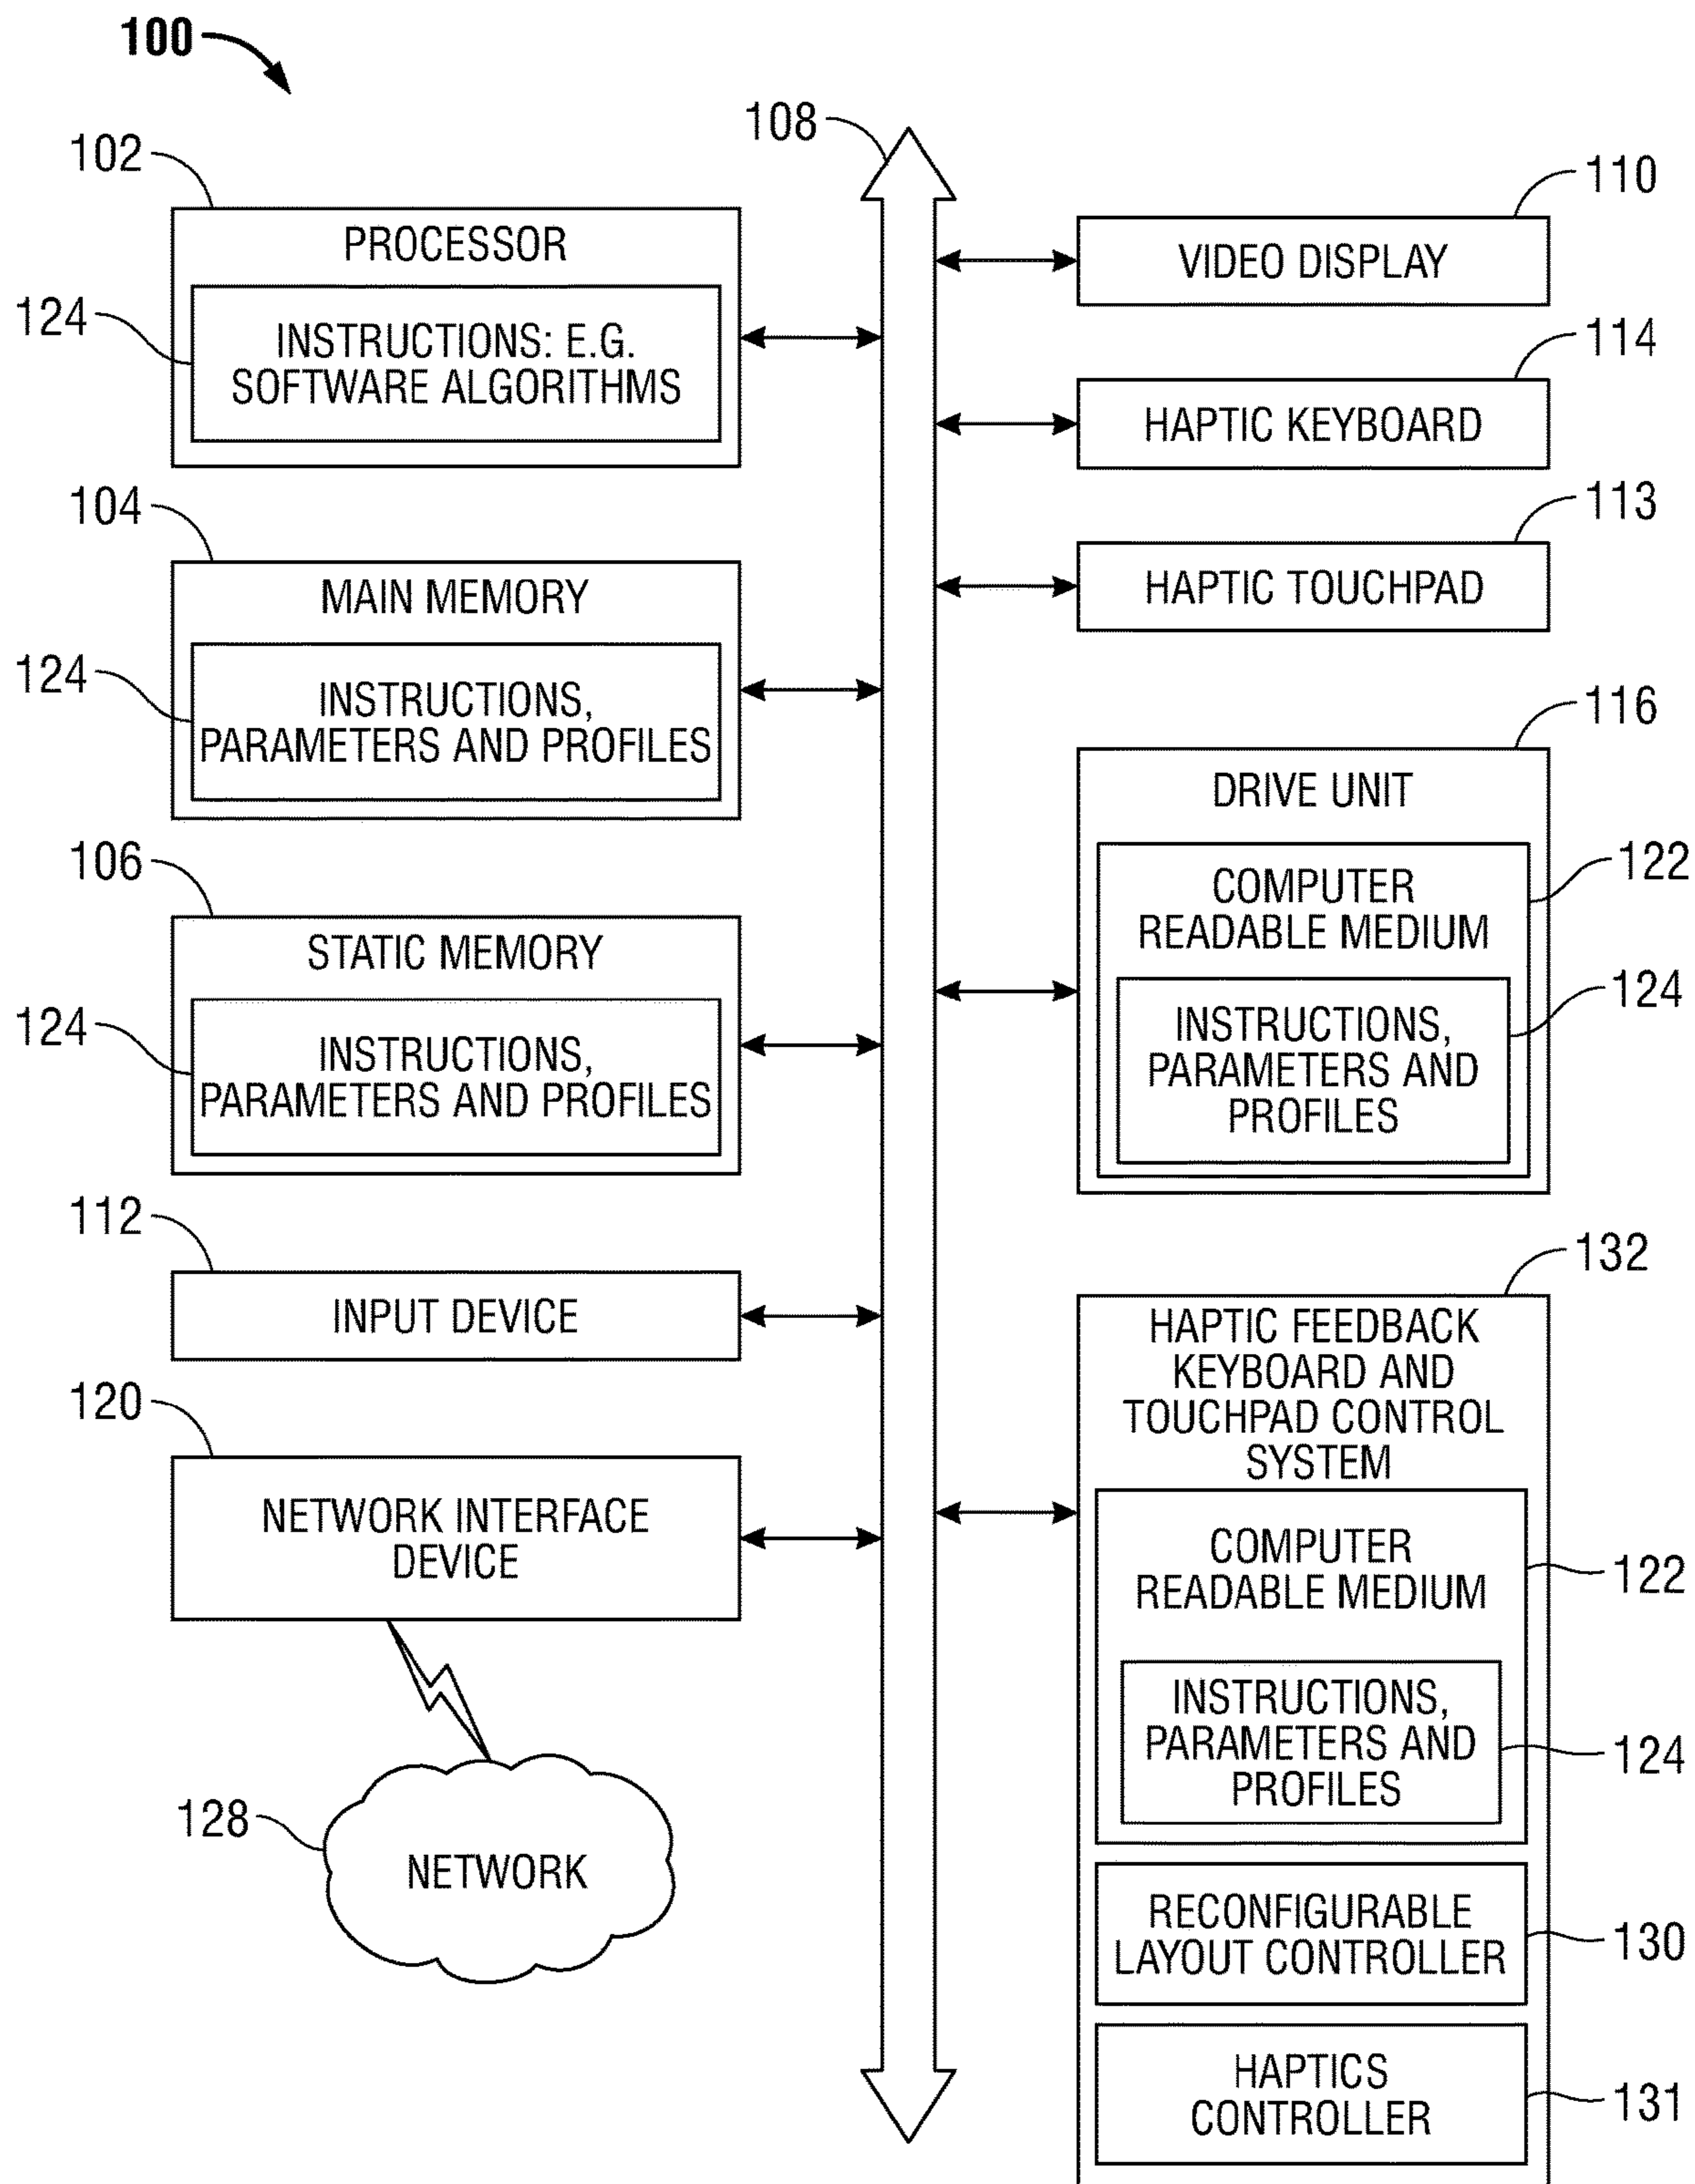 100
108
102
PROCESSOR
124
INSTRUCTIONS: E.G.
SOFTWARE ALGORITHMS
104
MAIN MEMORY
124
INSTRUCTIONS,
PARAMETERS AND PROFILES
106
STATIC MEMORY
124
INSTRUCTIONS,
PARAMETERS AND PROFILES
112
INPUT DEVICE
120
NETWORK INTERFACE
DEVICE
128
NETWORK
110
VIDEO DISPLAY
114
HAPTIC KEYBOARD
113
HAPTIC TOUCHPAD
116
DRIVE UNIT
122
COMPUTER
READABLE MEDIUM
124
INSTRUCTIONS,
PARAMETERS AND
PROFILES
132
HAPTIC FEEDBACK
KEYBOARD AND
TOUCHPAD CONTROL
SYSTEM
COMPUTER
READABLE MEDIUM
122
INSTRUCTIONS,
PARAMETERS AND
PROFILES
124
RECONFIGURABLE
LAYOUT CONTROLLER
130
HAPTICS
CONTROLLER
131